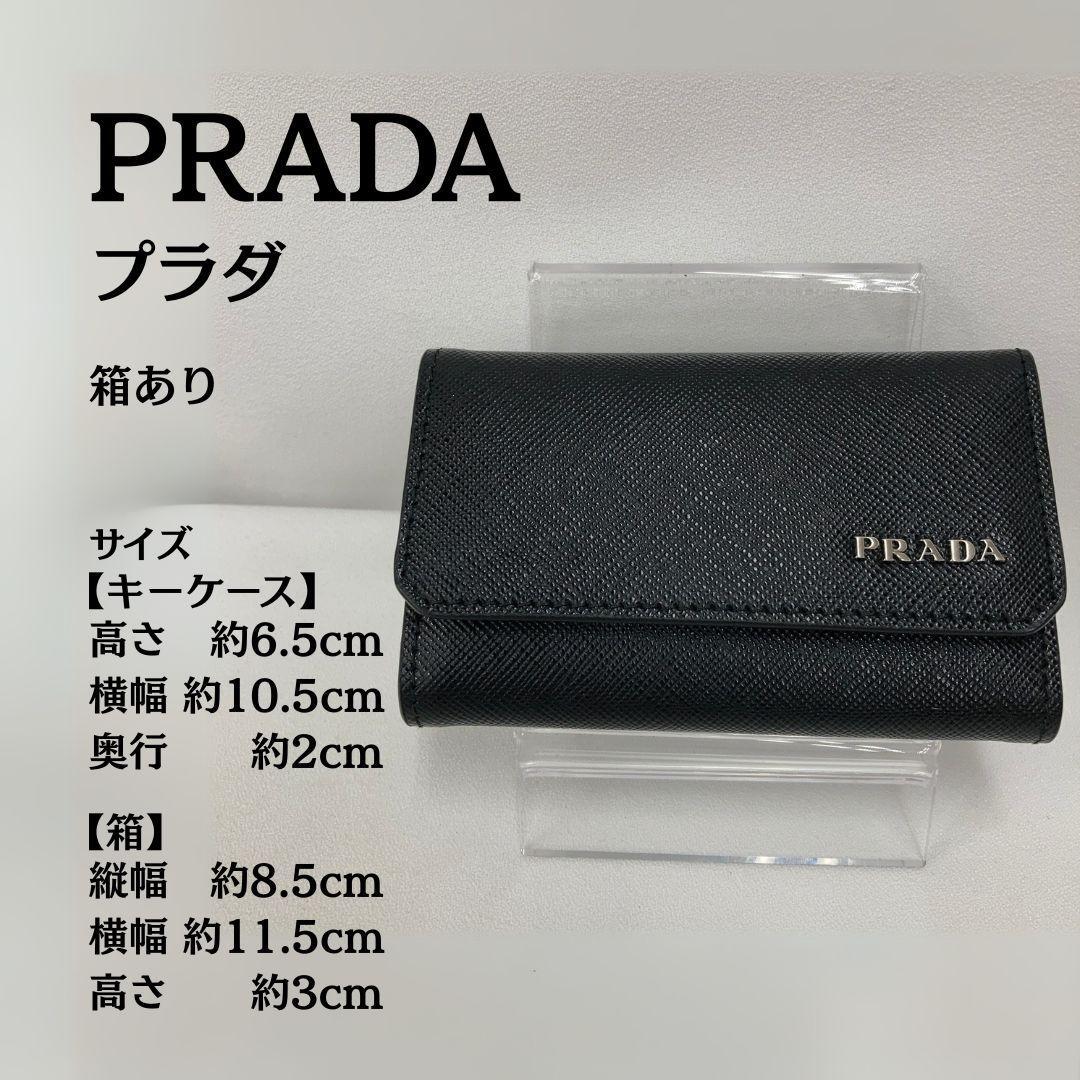 PRADA
プラダ
箱あり
サイズ
【キーケース】
高さ　約6.5cm
横幅 約10.5cm
奥行　　約2cm
【箱】
縦幅　約8.5cm
横幅 約11.5cm
高さ　　約3cm
PRADA